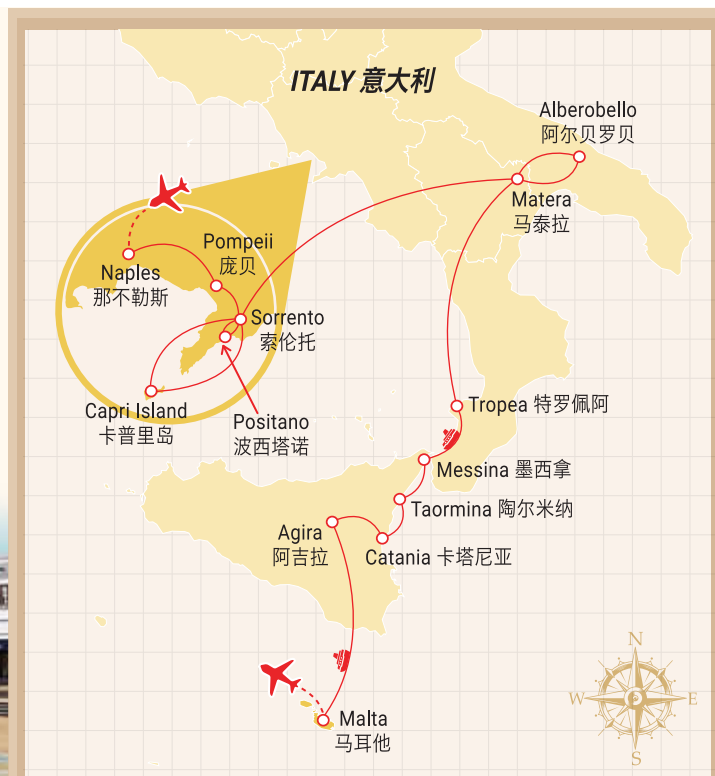 ITALY 意大利
Alberobello
阿尔贝罗贝
Matera
马泰拉
Pompeii
庞贝
Naples
那不勒斯
Sorrento
索伦托
Capri Island
卡普里岛
Positano
波西塔诺
Tropea 特罗佩阿
Messina 墨西拿
Taormina 陶尔米纳
Agira
阿吉拉
Catania 卡塔尼亚
Malta
马耳他
N
W
E
S